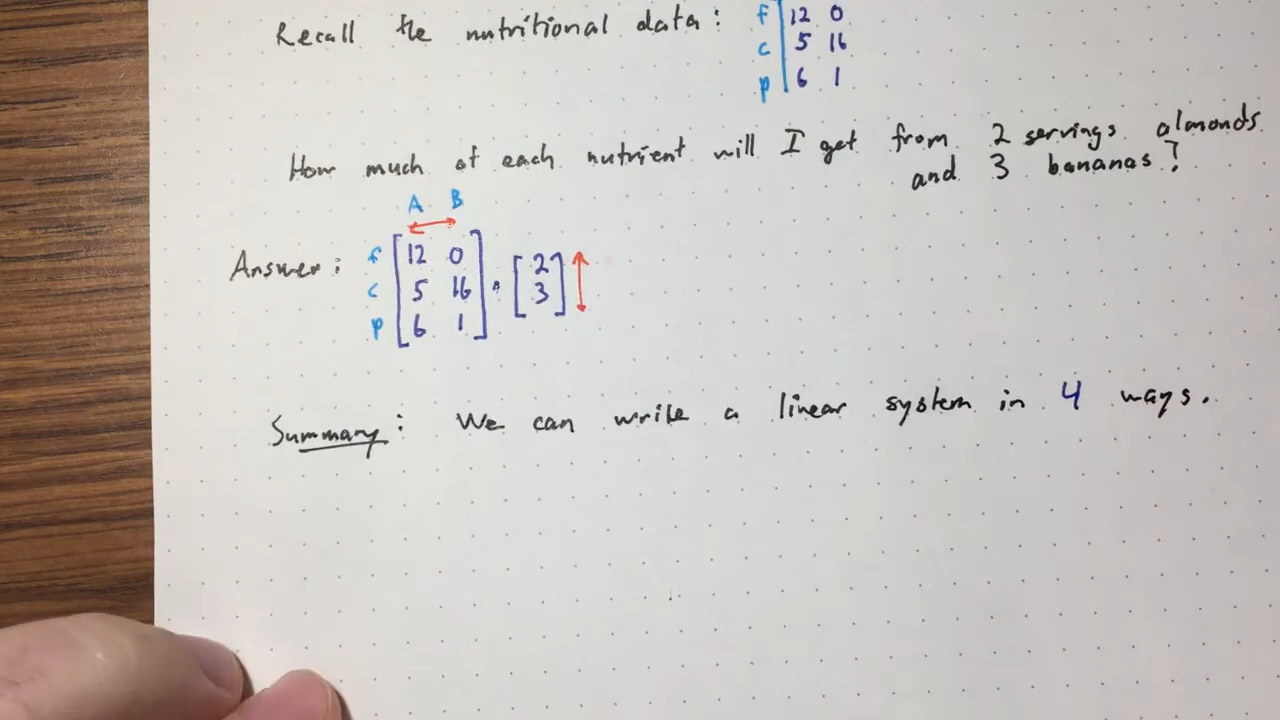 Recall the nutritional data: f 12 0
c 5 16
p 6 1
How much of each nutrient will I get from 2 servings almonds
and 3 bananas?
A B
Answer: f [12 0] [2]
c [5 16] • [3]
p [6 1]
Summary: We can write a linear system in 4 ways.